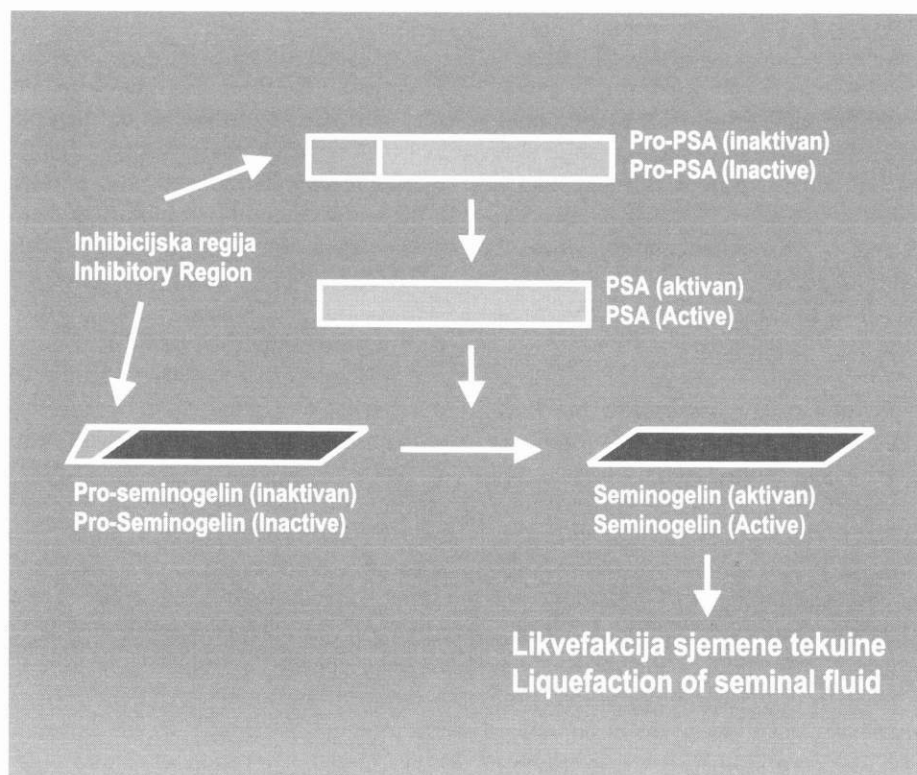 Pro-PSA (inaktivan)
Pro-PSA (Inactive)
Inhibicijska regija
Inhibitory Region
PSA (aktivan)
PSA (Active)
Pro-seminogelin (inaktivan)
Pro-Seminogelin (Inactive)
Seminogelin (aktivan)
Seminogelin (Active)
Likvefakcija sjemene tekuine
Liquefaction of seminal fluid